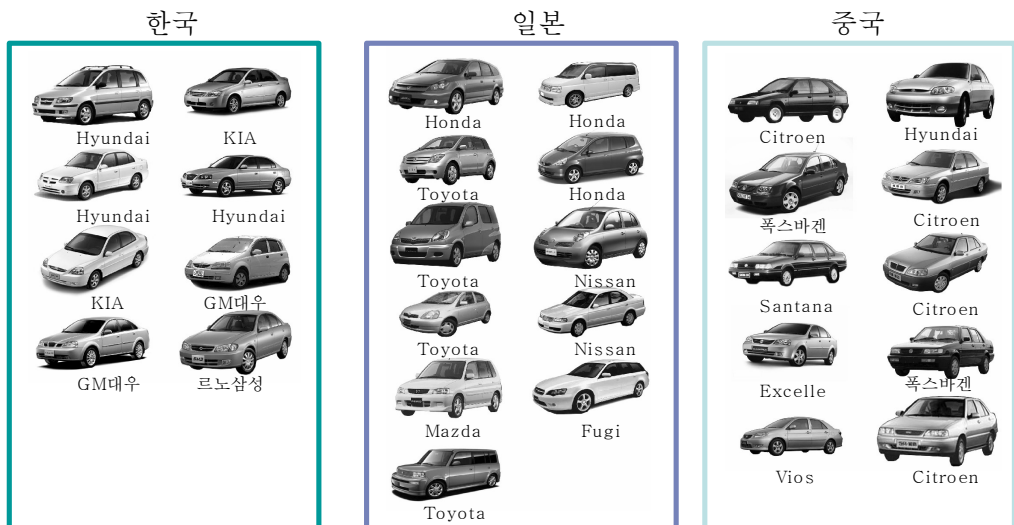 한국
Hyundai KIA
Hyundai Hyundai
KIA GM대우
GM대우 르노삼성
일본
Honda Honda
Toyota Honda
Toyota Nissan
Toyota Nissan
Mazda Fugi
Toyota
중국
Citroen Hyundai
폭스바겐 Citroen
Santana Citroen
Excelle 폭스바겐
Vios Citroen